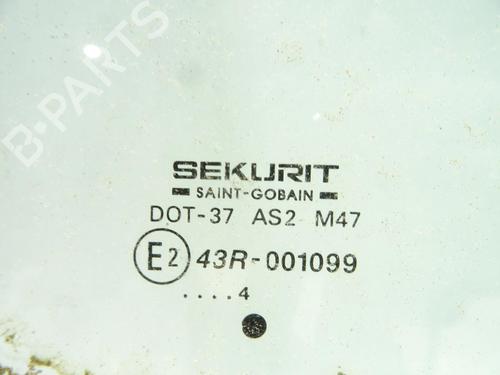 B-PARTS
SEKURIT
SAINT-GOBAIN
DOT-37 AS2 M47
E2 43R-001099
....4